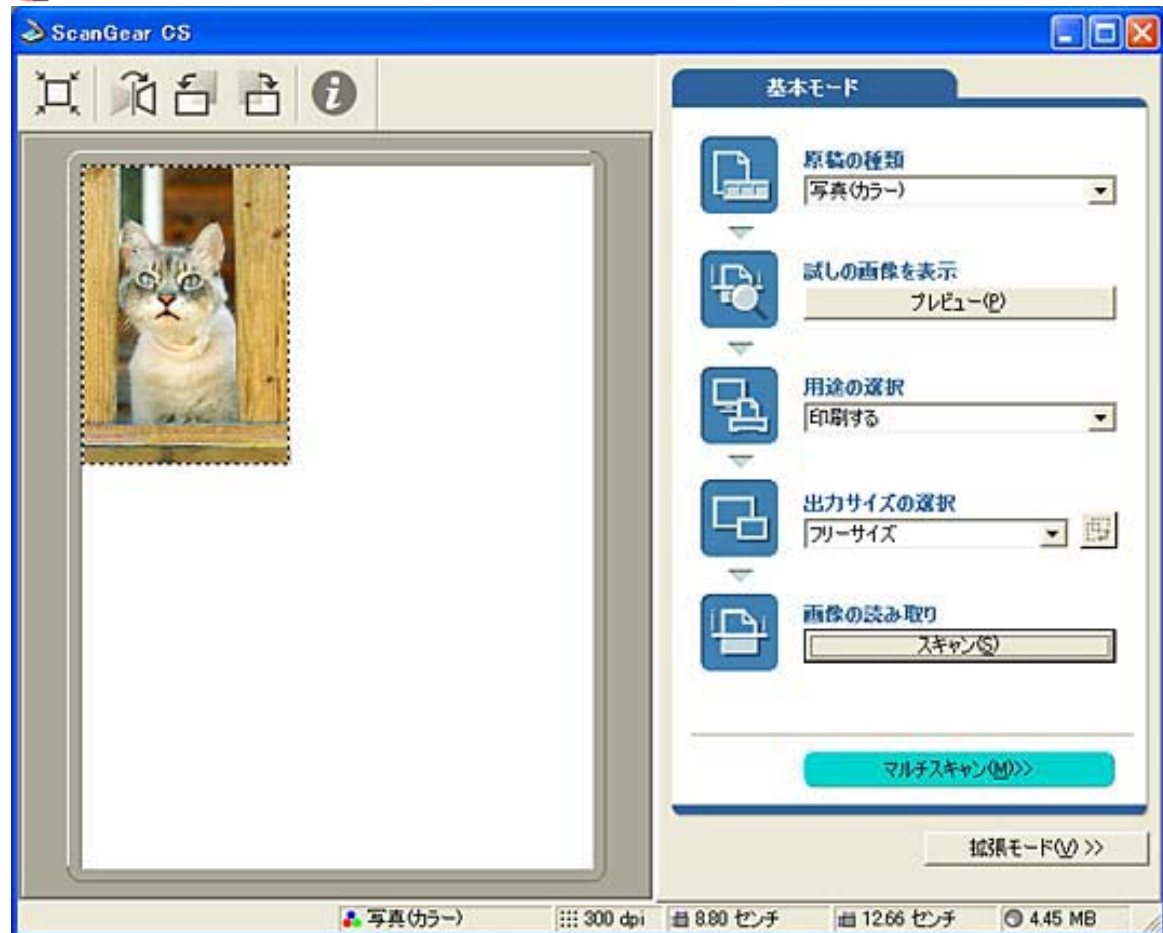 ScanGear CS
基本モード
原稿の種類
写真(カラー)
試しの画像を表示
プレビュー(P)
用途の選択
印刷する
出力サイズの選択
フリーサイズ
画像の読み取り
スキャン(S)
マルチスキャン(M)>>
拡張モード(V) >>
写真(カラー) 300 dpi 8.80 センチ 12.66 センチ 4.45 MB